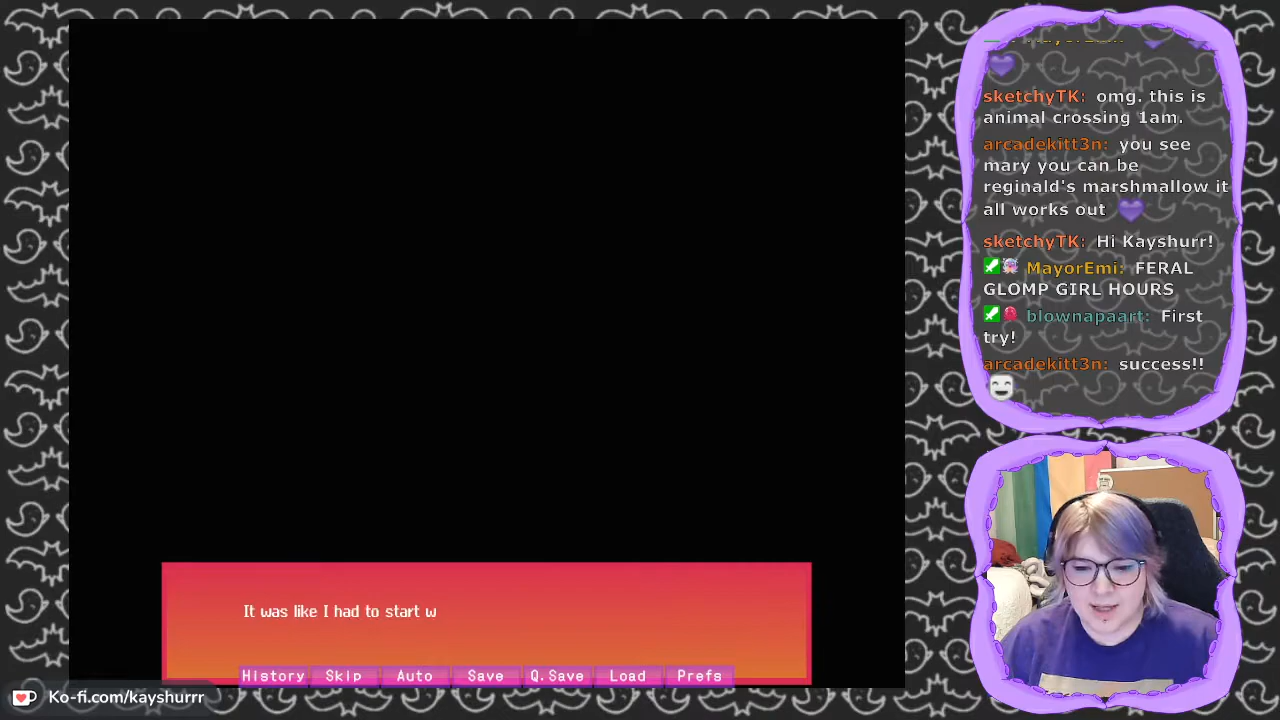 sketchyTK: omg. this is
animal crossing 1am.
arcadekitt3n: you see
mary you can be
reginald's marshmallow it
all works out
sketchyTK: Hi Kayshurr!
MayorEmi: FERAL
GLOMP GIRL HOURS
blownapaart: First
try!
arcadekitt3n: success!!
It was like I had to start w
History Skip Auto Save Q.Save Load Prefs
Ko-fi.com/kayshurrr